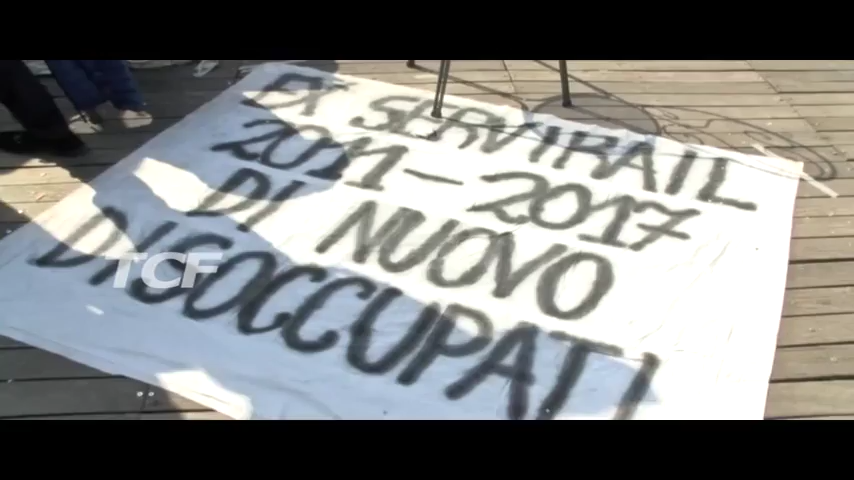 EX SERVIRAIL
2011-2017
DI NUOVO
DISOCCUPATI
TCF